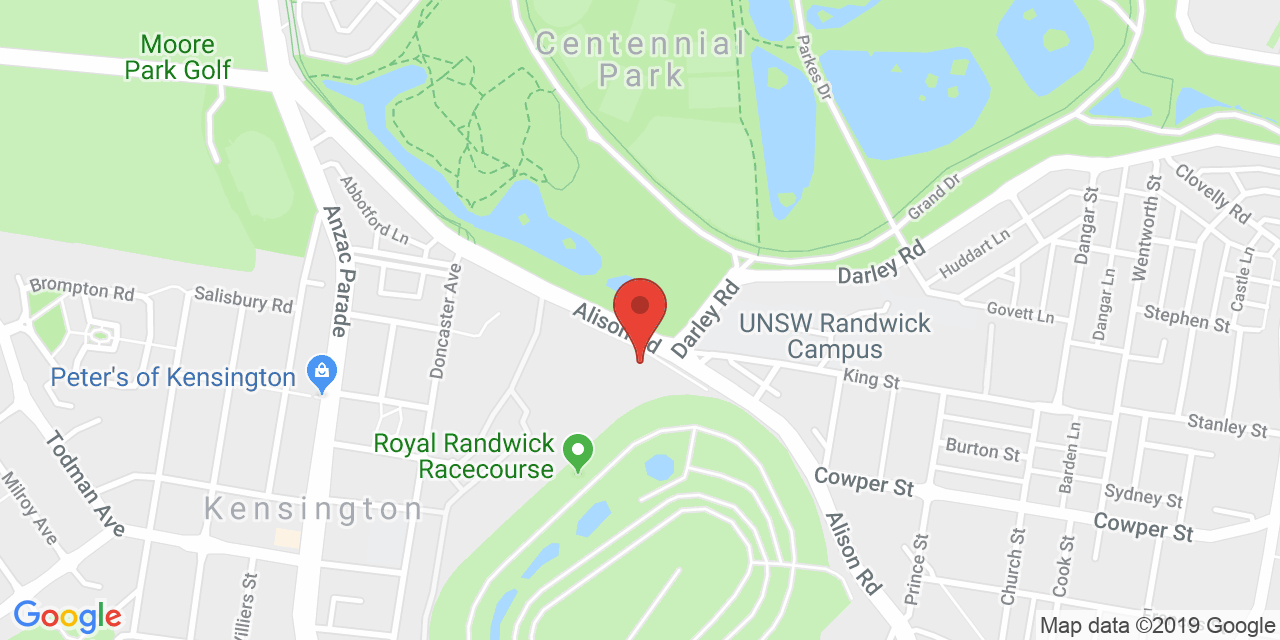 Moore
Park Golf
Centennial
Park
Parkes Dr
Abbotford Ln
Anzac Parade
Grand Dr
Clovelly Rd
Dangar St
Wentworth St
Huddart Ln
Darley Rd
Castle Ln
Brompton Rd
Salisbury Rd
Doncaster Ave
Alison Rd
Darley Rd
UNSW Randwick
Campus
Govett Ln
Dangar Ln
Stephen St
Peter's of Kensington
King St
Stanley St
Todman Ave
Royal Randwick
Racecourse
Burton St
Barden Ln
Milroy Ave
Kensington
Cowper St
Sydney St
Cowper St
Alison Rd
Prince St
Church St
Cook St
Google
Map data ©2019 Google